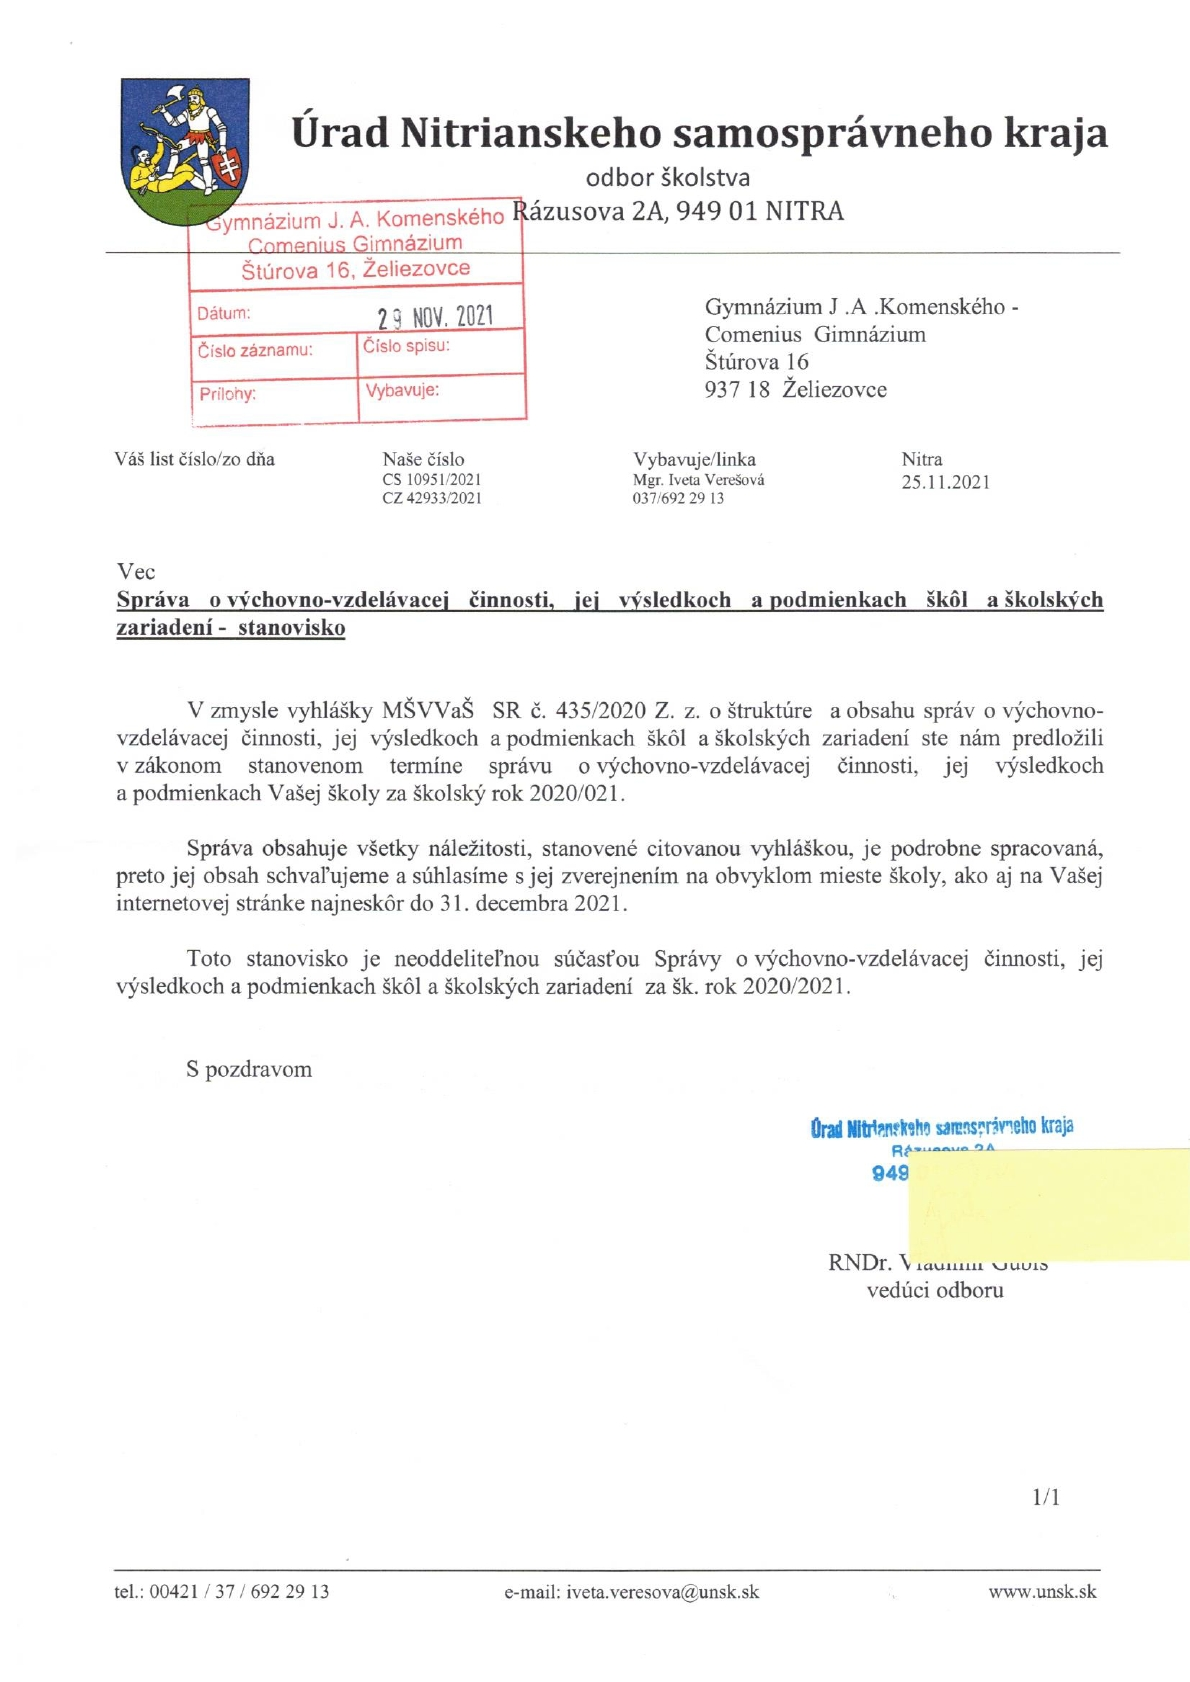 Úrad Nitrianskeho samosprávneho kraja
odbor školstva
Rázusova 2A, 949 01 NITRA
Gymnázium J. A. Komenského
Comenius Gimnázium
Štúrova 16, Želiezovce
Dátum: 29 NOV. 2021
Číslo záznamu: Číslo spisu:
Prílohy: Vybavuje:
Gymnázium J .A .Komenského -
Comenius Gimnázium
Štúrova 16
937 18 Želiezovce
Váš list číslo/zo dňa Naše číslo Vybavuje/linka Nitra
CS 10951/2021 Mgr. Iveta Verešová 25.11.2021
CZ 42933/2021 037/692 29 13
Vec
Správa o výchovno-vzdelávacej činnosti, jej výsledkoch a podmienkach škôl a školských
zariadení - stanovisko
V zmysle vyhlášky MŠVVaŠ SR č. 435/2020 Z. z. o štruktúre a obsahu správ o výchovno-
vzdelávacej činnosti, jej výsledkoch a podmienkach škôl a školských zariadení ste nám predložili
v zákonom stanovenom termíne správu o výchovno-vzdelávacej činnosti, jej výsledkoch
a podmienkach Vašej školy za školský rok 2020/021.
Správa obsahuje všetky náležitosti, stanovené citovanou vyhláškou, je podrobne spracovaná,
preto jej obsah schvaľujeme a súhlasíme s jej zverejnením na obvyklom mieste školy, ako aj na Vašej
internetovej stránke najneskôr do 31. decembra 2021.
Toto stanovisko je neoddeliteľnou súčasťou Správy o výchovno-vzdelávacej činnosti, jej
výsledkoch a podmienkach škôl a školských zariadení za šk. rok 2020/2021.
S pozdravom
Úrad Nitrianskeho samosprávneho kraja
949
RNDr.
vedúci odboru
1/1
tel.: 00421 / 37 / 692 29 13 e-mail: iveta.veresova@unsk.sk www.unsk.sk